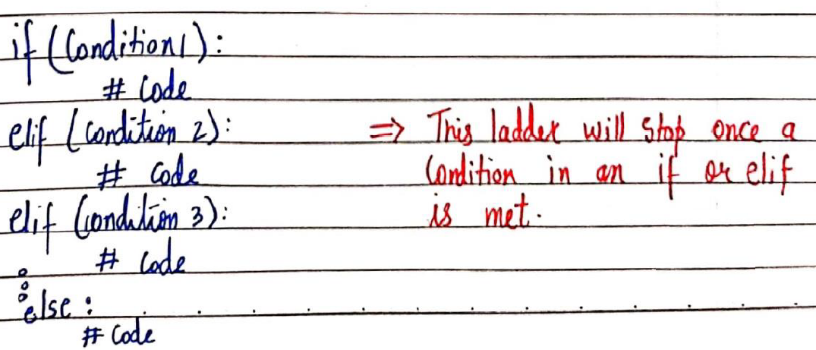 if (Condition1):
# Code
elif (Condition 2): => This ladder will stop once a
# Code Condition in an if or elif
elif (Condition 3): is met.
# Code
else:
# Code